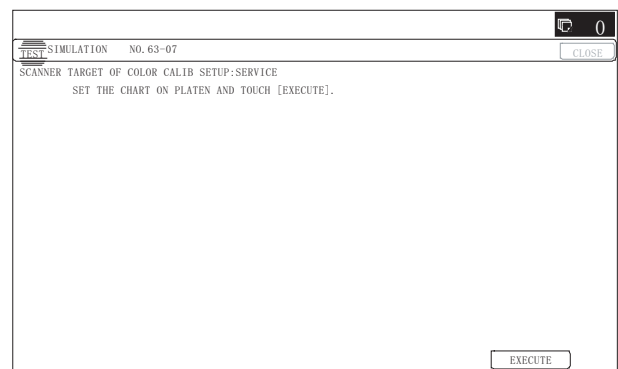 0
TEST SIMULATION NO. 63-07 CLOSE
SCANNER TARGET OF COLOR CALIB SETUP:SERVICE
SET THE CHART ON PLATEN AND TOUCH [EXECUTE].
EXECUTE